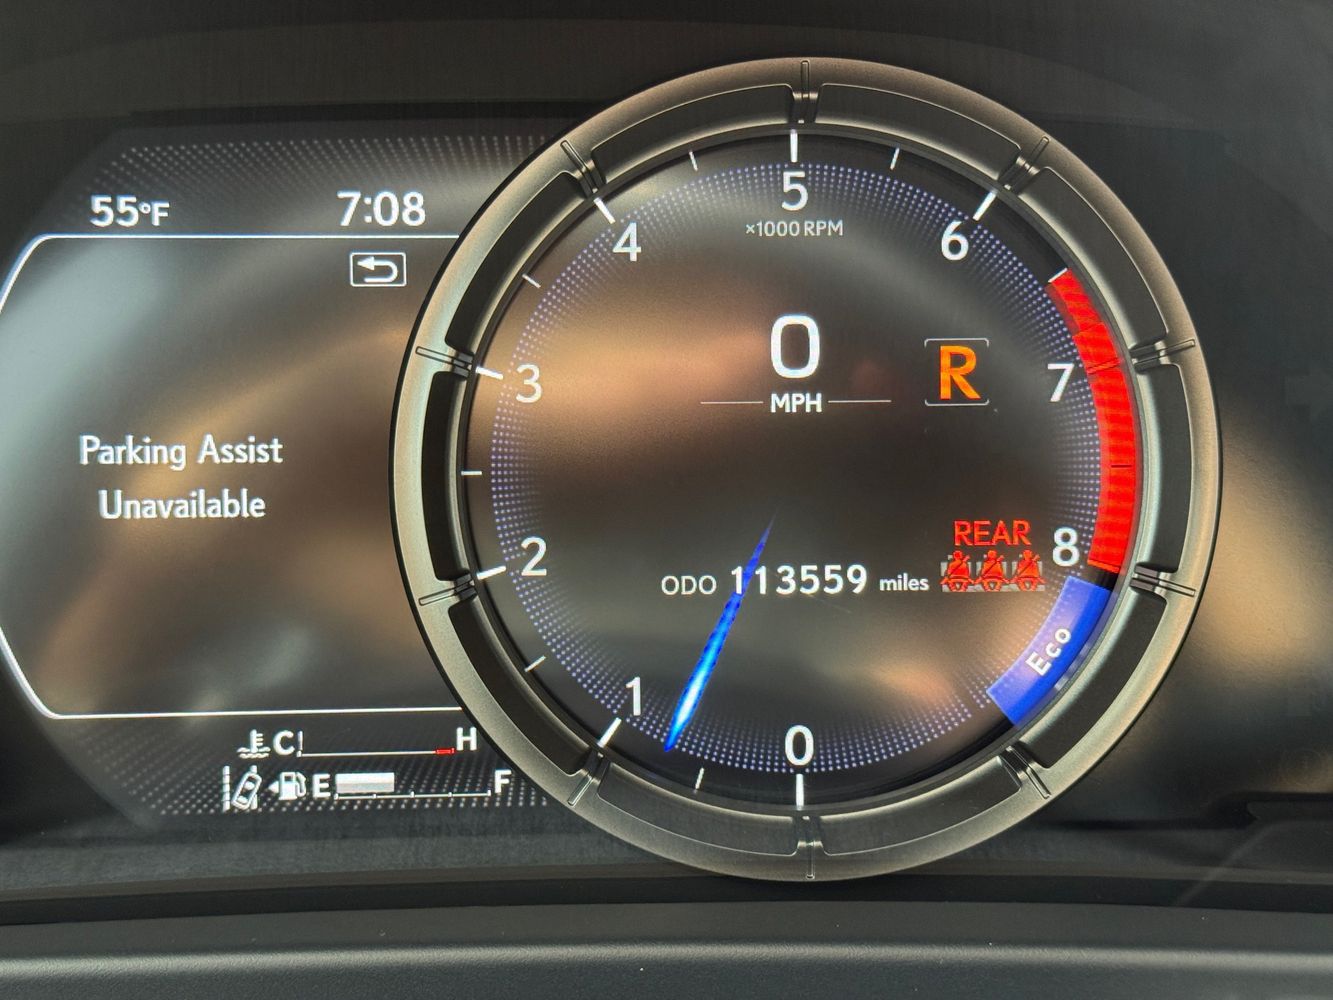 55°F 7:08
Parking Assist
Unavailable
C H
E F
0
1
2
3
4
5
6
7
8
×1000 RPM
0
MPH
R
REAR
ODO 113559 miles
Eco